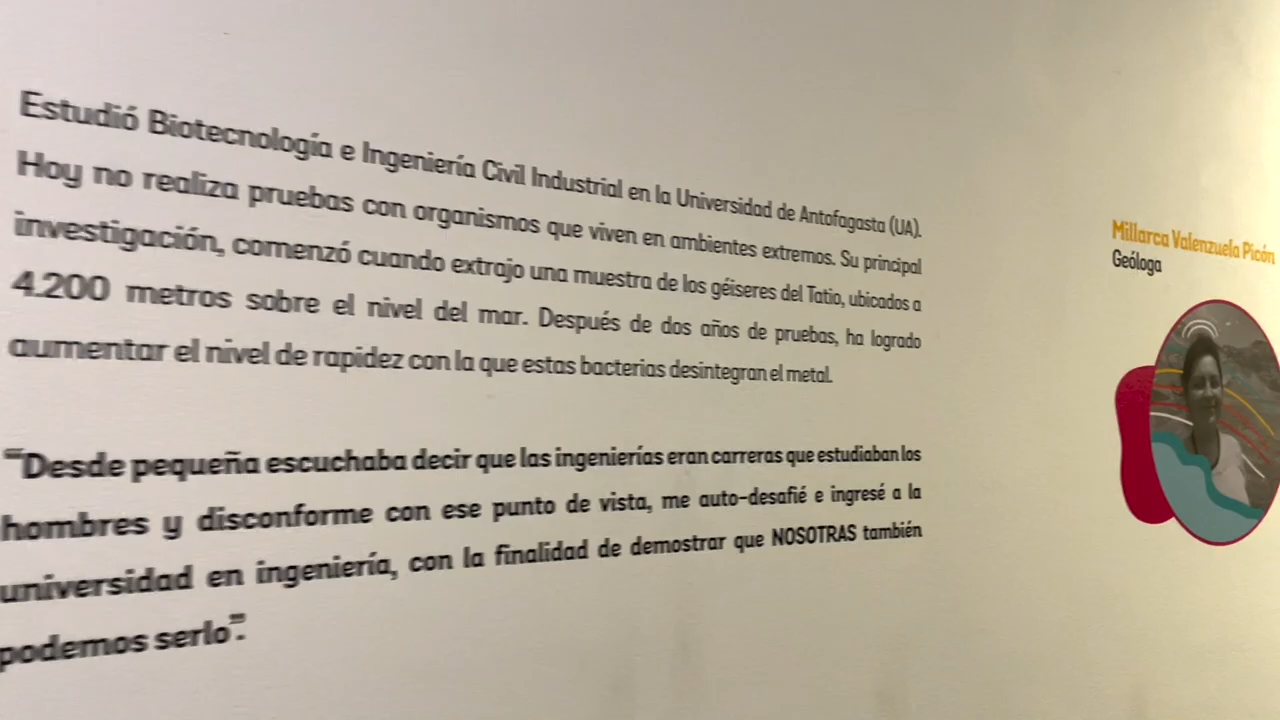 Estudió Biotecnología e Ingeniería Civil Industrial en la Universidad de Antofagasta (UA).
Hoy no realiza pruebas con organismos que viven en ambientes extremos. Su principal
investigación, comenzó cuando extrajo una muestra de los géiseres del Tatio, ubicados a
4.200 metros sobre el nivel del mar. Después de dos años de pruebas, ha logrado
aumentar el nivel de rapidez con la que estas bacterias desintegran el metal.
"Desde pequeña escuchaba decir que las ingenierías eran carreras que estudiaban los
hombres y disconforme con ese punto de vista, me auto-desafié e ingresé a la
universidad en ingeniería, con la finalidad de demostrar que NOSOTRAS también
podemos serlo".
Millarca Valenzuela Picón
Geóloga